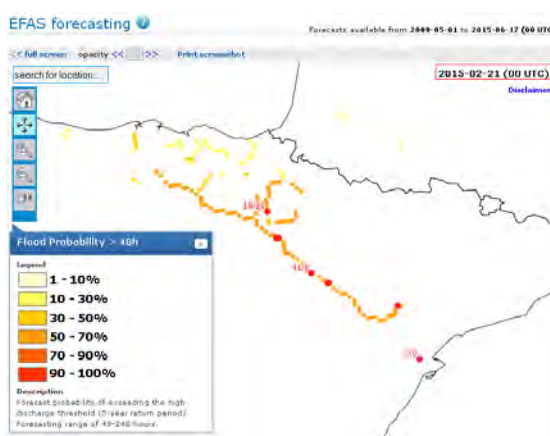 EFAS forecasting
Forecasts available from 2009-05-01 to 2015-06-17 (00 UTC)
<< full screen opacity << >> Print screenshot
search for location...
2015-02-21 (00 UTC)
Disclaimer
Flood Probability > 48h
Legend
1 - 10%
10 - 30%
30 - 50%
50 - 70%
70 - 90%
90 - 100%
Description
Forecast probability of exceeding the high
discharge threshold (5-year return period).
Forecasting range of 49-240 hours.